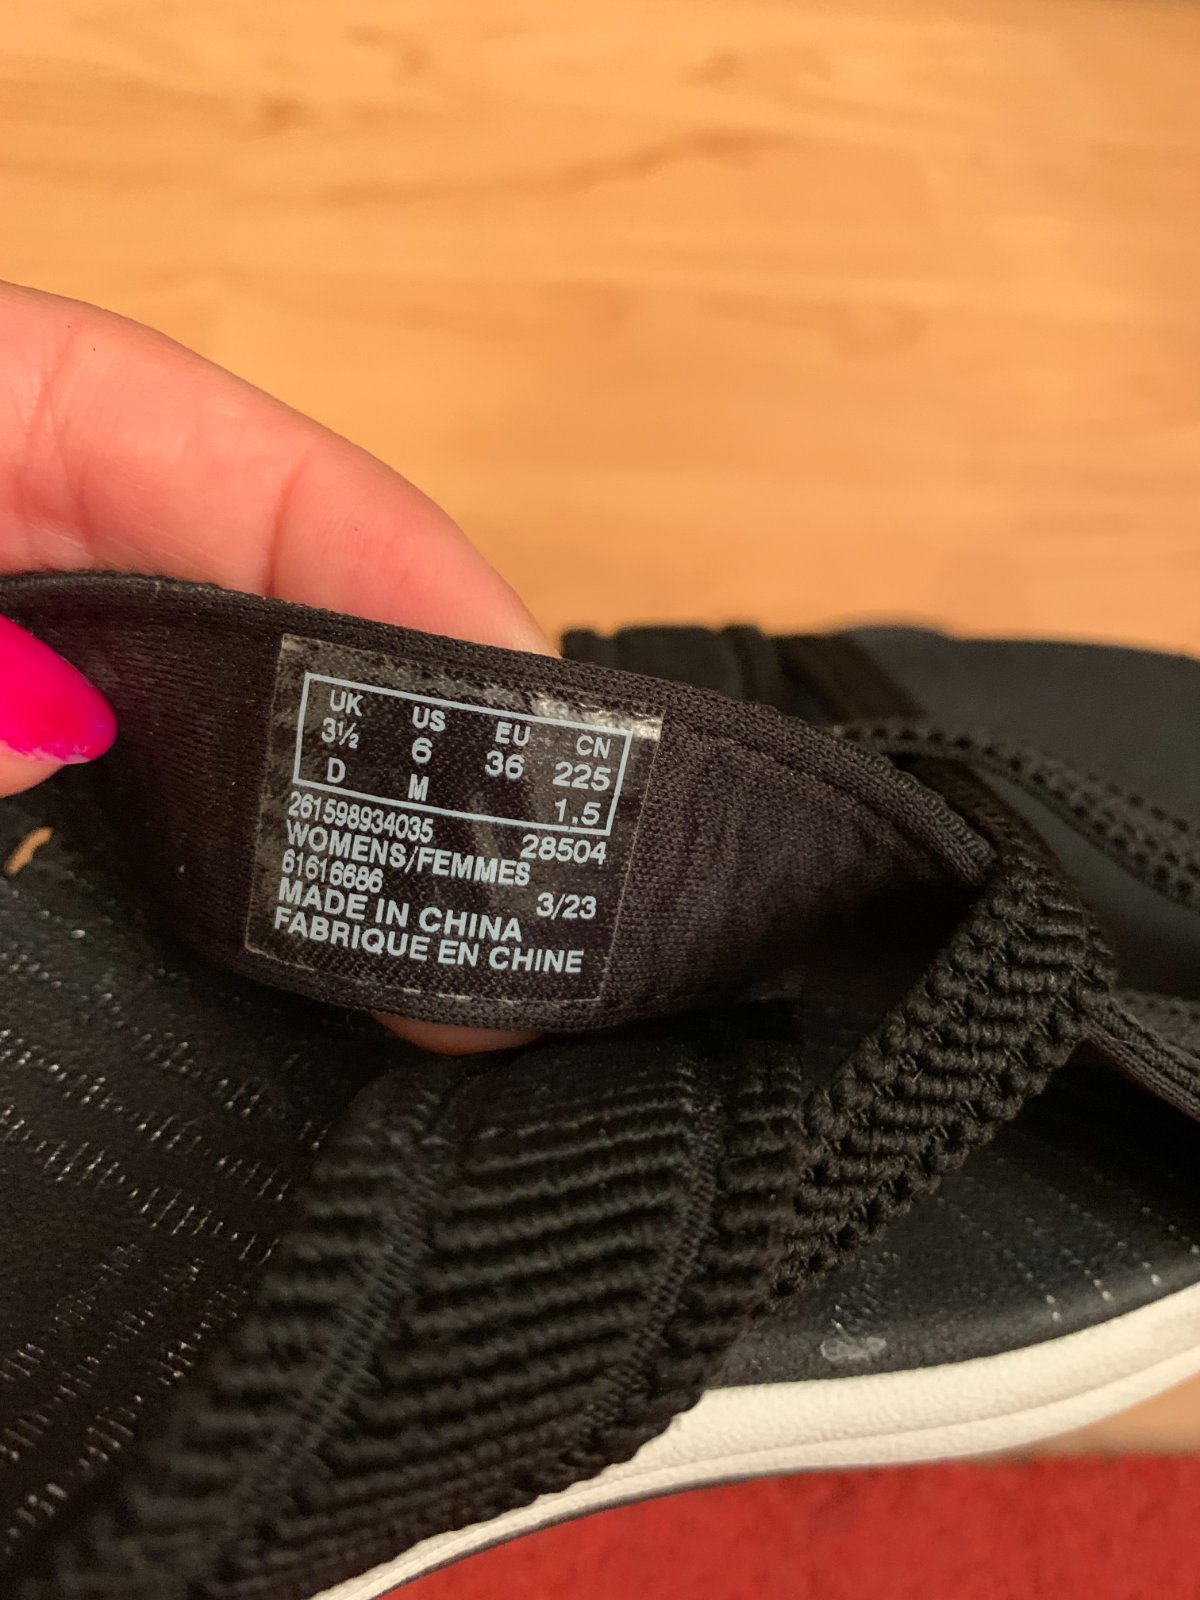 UK US EU CN
3½ 6 36 225
D M 1.5
261598934035 28504
WOMENS/FEMMES
61616686 3/23
MADE IN CHINA
FABRIQUE EN CHINE